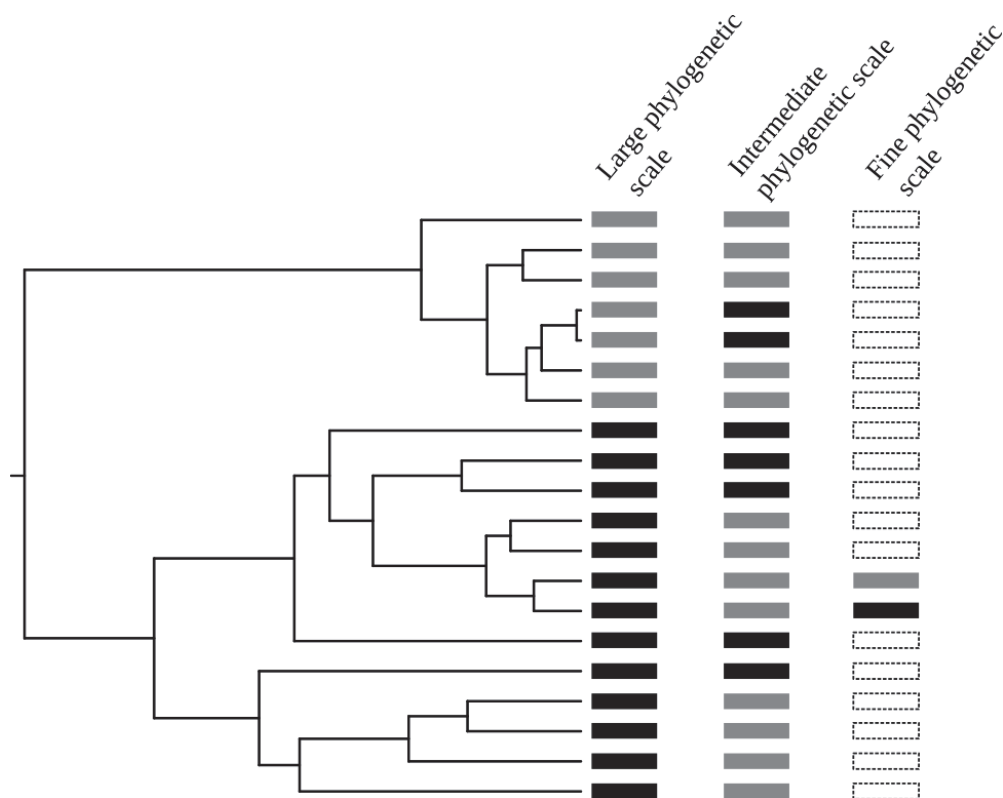 Large phylogenetic
scale
Intermediate
phylogenetic scale
Fine phylogenetic
scale